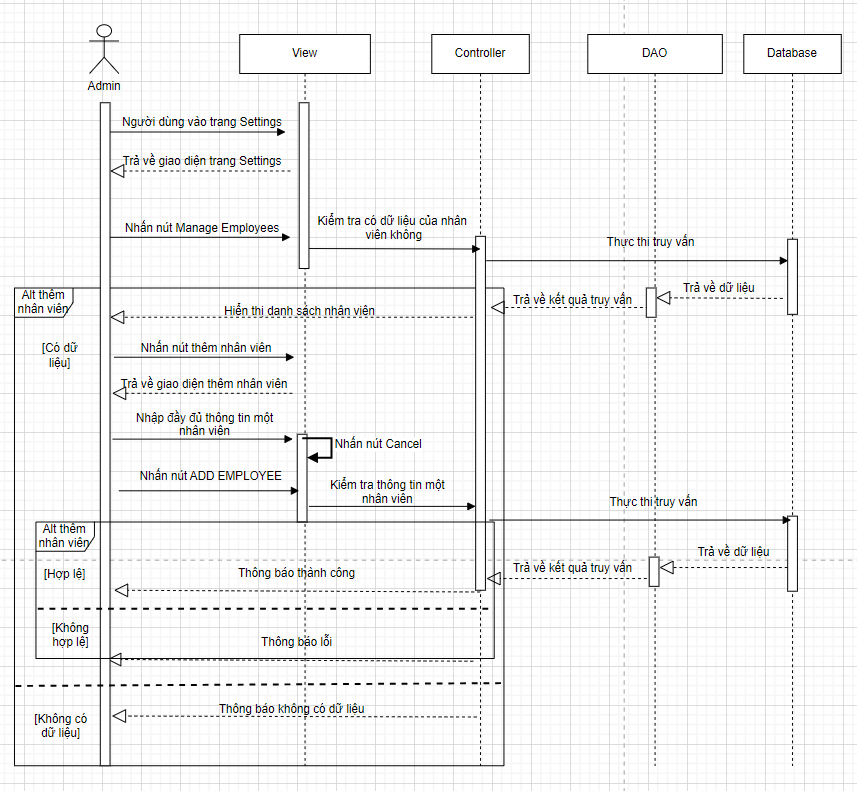 View
Controller
DAO
Database
Admin
Người dùng vào trang Settings
Trả về giao diện trang Settings
Nhấn nút Manage Employees
Kiểm tra có dữ liệu của nhân
viên không
Thực thi truy vấn
Trả về dữ liệu
Trả về kết quả truy vấn
Alt thêm
nhân viên
Hiển thị danh sách nhân viên
[Có dữ
liệu]
Nhấn nút thêm nhân viên
Trả về giao diện thêm nhân viên
Nhập đầy đủ thông tin một
nhân viên
Nhấn nút Cancel
Nhấn nút ADD EMPLOYEE
Kiểm tra thông tin một
nhân viên
Thực thi truy vấn
Alt thêm
nhân viên
Trả về dữ liệu
Trả về kết quả truy vấn
[Hợp lệ]
Thông báo thành công
[Không
hợp lệ]
Thông báo lỗi
Thông báo không có dữ liệu
[Không có
dữ liệu]